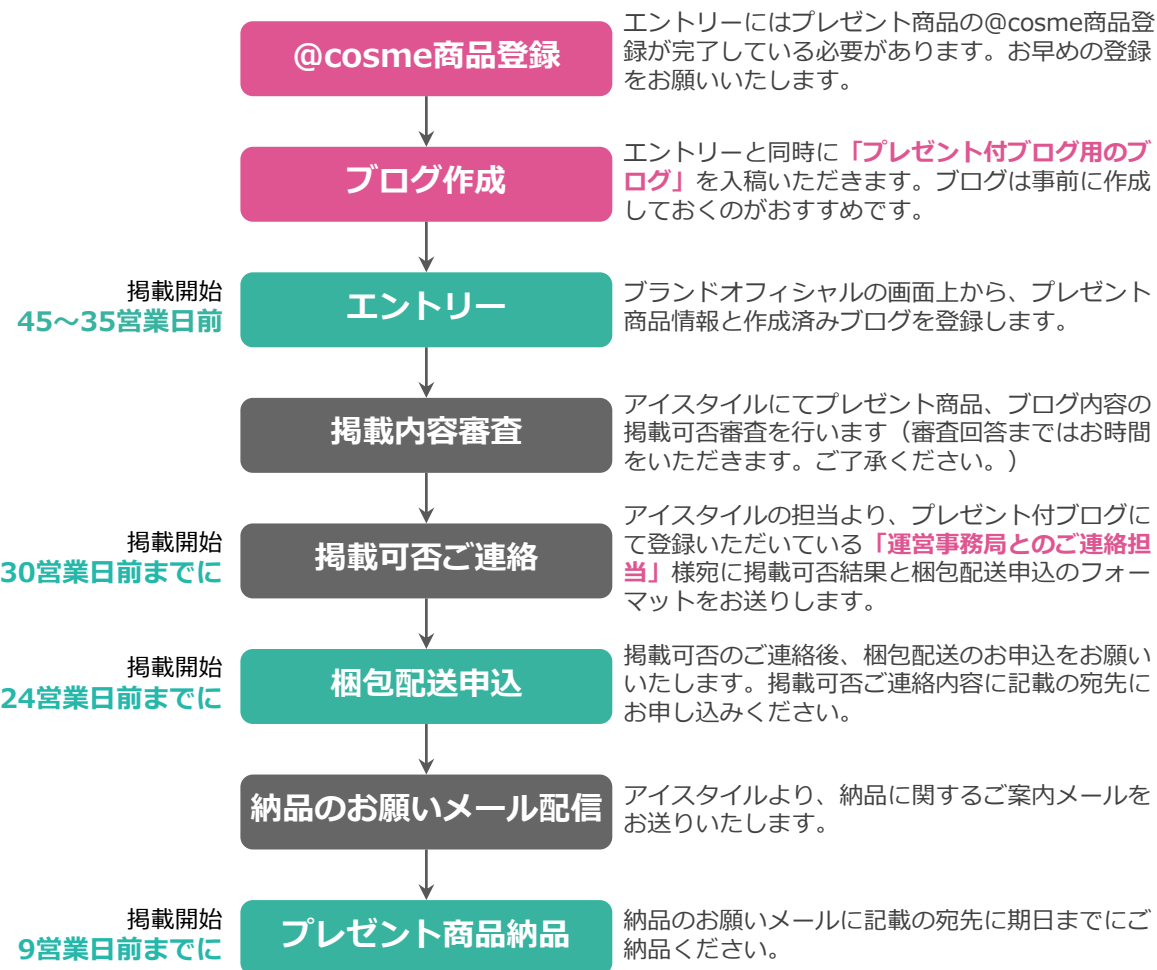 @cosme商品登録
エントリーにはプレゼント商品の@cosme商品登
録が完了している必要があります。お早めの登録
をお願いいたします。
ブログ作成
エントリーと同時に「プレゼント付ブログ用のブ
ログ」を入稿いただきます。ブログは事前に作成
しておくのがおすすめです。
掲載開始
45～35営業日前
エントリー
ブランドオフィシャルの画面上から、プレゼント
商品情報と作成済みブログを登録します。
掲載内容審査
アイスタイルにてプレゼント商品、ブログ内容の
掲載可否審査を行います（審査回答まではお時間
をいただきます。ご了承ください。）
掲載開始
30営業日前までに
掲載可否ご連絡
アイスタイルの担当より、プレゼント付ブログに
て登録いただいている「運営事務局とのご連絡担
当」様宛に掲載可否結果と梱包配送申込のフォー
マットをお送りします。
掲載開始
24営業日前までに
梱包配送申込
掲載可否のご連絡後、梱包配送のお申込をお願い
いたします。掲載可否ご連絡内容に記載の宛先に
お申し込みください。
納品のお願いメール配信
アイスタイルより、納品に関するご案内メールを
お送りいたします。
掲載開始
9営業日前までに
プレゼント商品納品
納品のお願いメールに記載の宛先に期日までにご
納品ください。